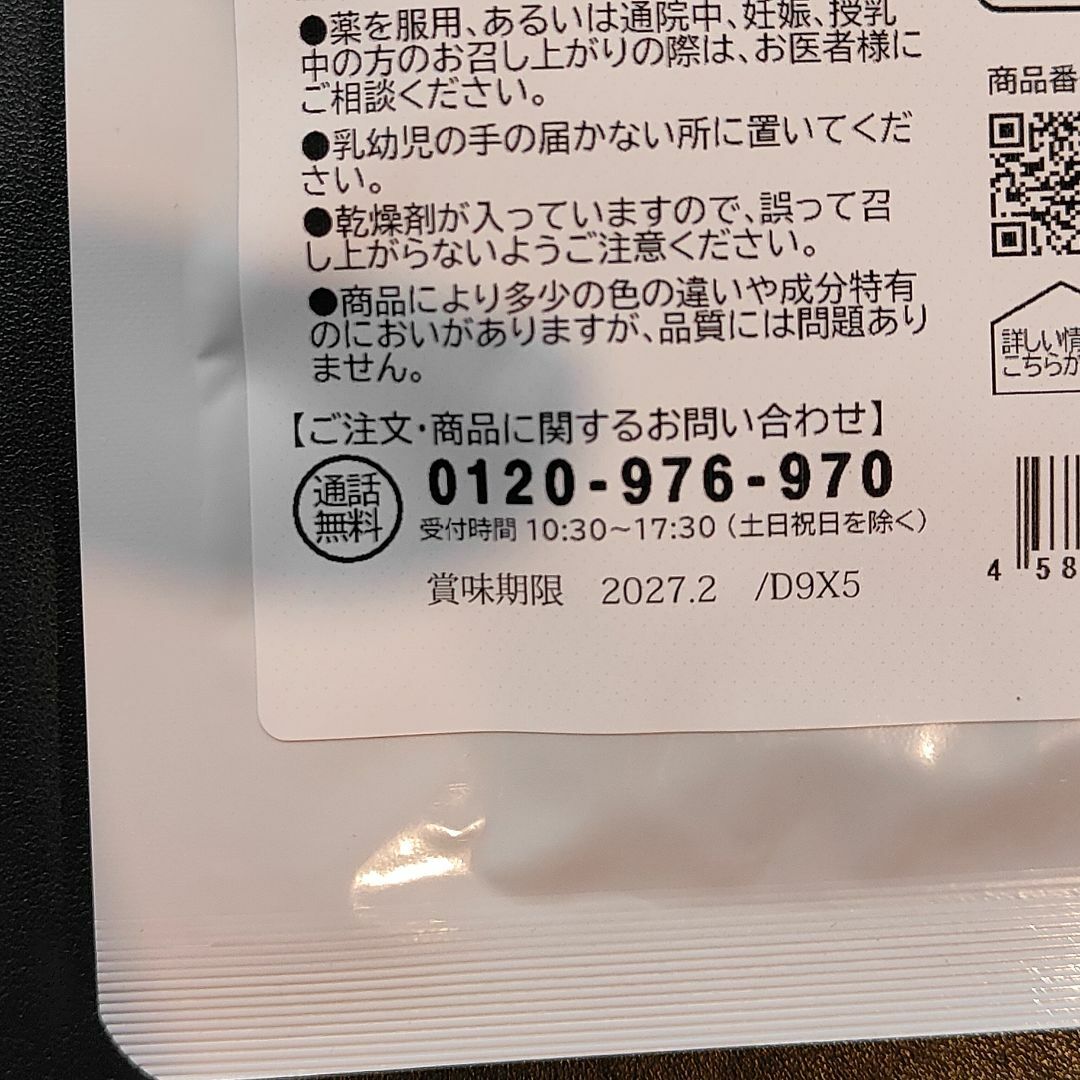 ●薬を服用、あるいは通院中、妊娠、授乳
中の方のお召し上がりの際は、お医者様に
ご相談ください。
●乳幼児の手の届かない所に置いてくだ
さい。
●乾燥剤が入っていますので、誤って召
し上がらないようご注意ください。
●商品により多少の色の違いや成分特有
のにおいがありますが、品質には問題あり
ません。
【ご注文・商品に関するお問い合わせ】
通話
無料
0120-976-970
受付時間 10:30～17:30（土日祝日を除く）
賞味期限 2027.2 /D9X5
商品番
詳しい情
こちらか
4 58